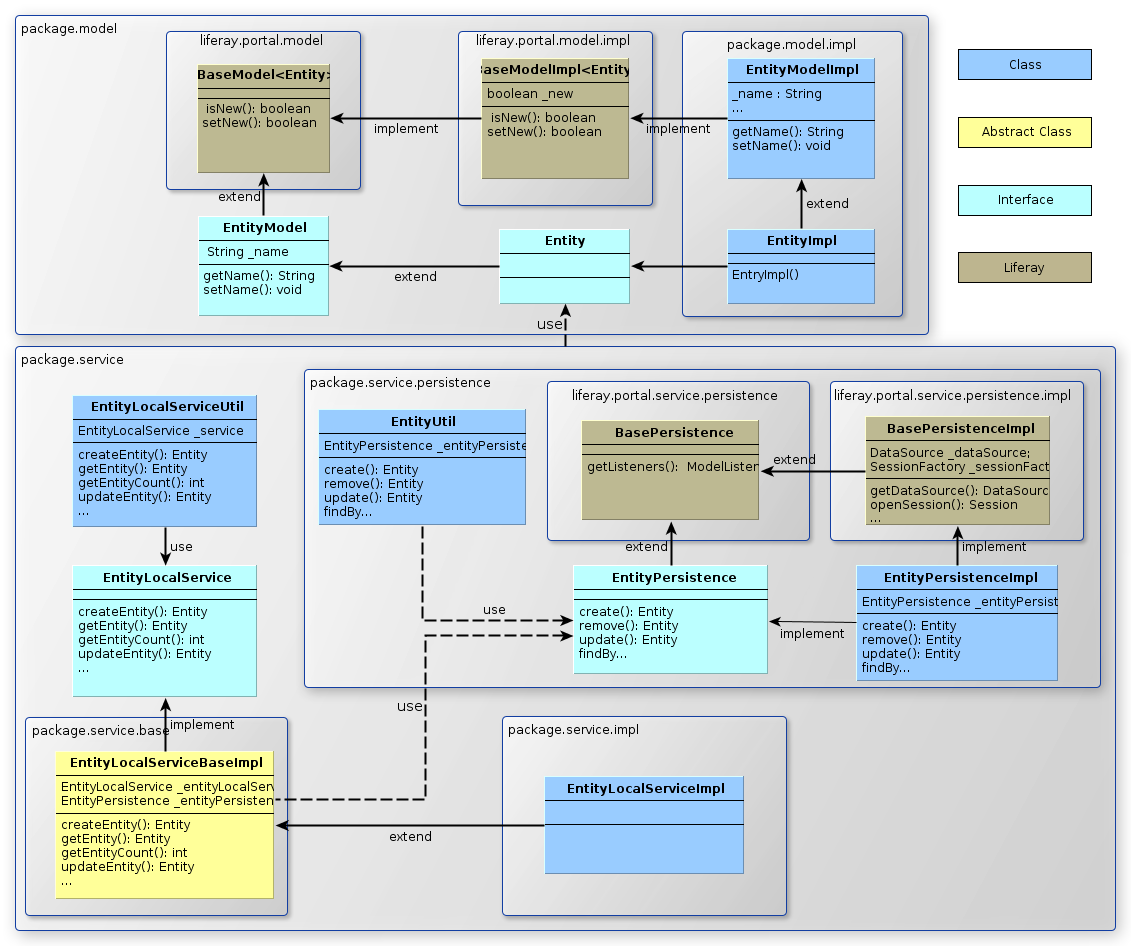 package.model
liferay.portal.model
BaseModel<Entity>
isNew(): boolean
setNew(): boolean
implement
liferay.portal.model.impl
BaseModelImpl<Entity
boolean _new
isNew(): boolean
setNew(): boolean
implement
package.model.impl
EntityModelImpl
_name : String
...
getName(): String
setName(): void
extend
extend
EntityModel
String _name
getName(): String
setName(): void
extend
Entity
EntityImpl
EntryImpl()
use
Class
Abstract Class
Interface
Liferay
package.service
EntityLocalServiceUtil
EntityLocalService _service
createEntity(): Entity
getEntity(): Entity
getEntityCount(): int
updateEntity(): Entity
...
use
EntityLocalService
createEntity(): Entity
getEntity(): Entity
getEntityCount(): int
updateEntity(): Entity
...
implement
package.service.persistence
EntityUtil
EntityPersistence _entityPersiste
create(): Entity
remove(): Entity
update(): Entity
findBy...
liferay.portal.service.persistence
BasePersistence
getListeners(): ModelListen
extend
liferay.portal.service.persistence.impl
BasePersistenceImpl
DataSource _dataSource;
SessionFactory _sessionFact
getDataSource(): DataSourc
openSession(): Session
...
extend
implement
use
EntityPersistence
create(): Entity
remove(): Entity
update(): Entity
findBy...
implement
EntityPersistenceImpl
EntityPersistence _entityPersist
create(): Entity
remove(): Entity
update(): Entity
findBy...
use
package.service.base
EntityLocalServiceBaseImpl
EntityLocalService _entityLocalServ
EntityPersistence _entityPersisten
createEntity(): Entity
getEntity(): Entity
getEntityCount(): int
updateEntity(): Entity
...
extend
package.service.impl
EntityLocalServiceImpl